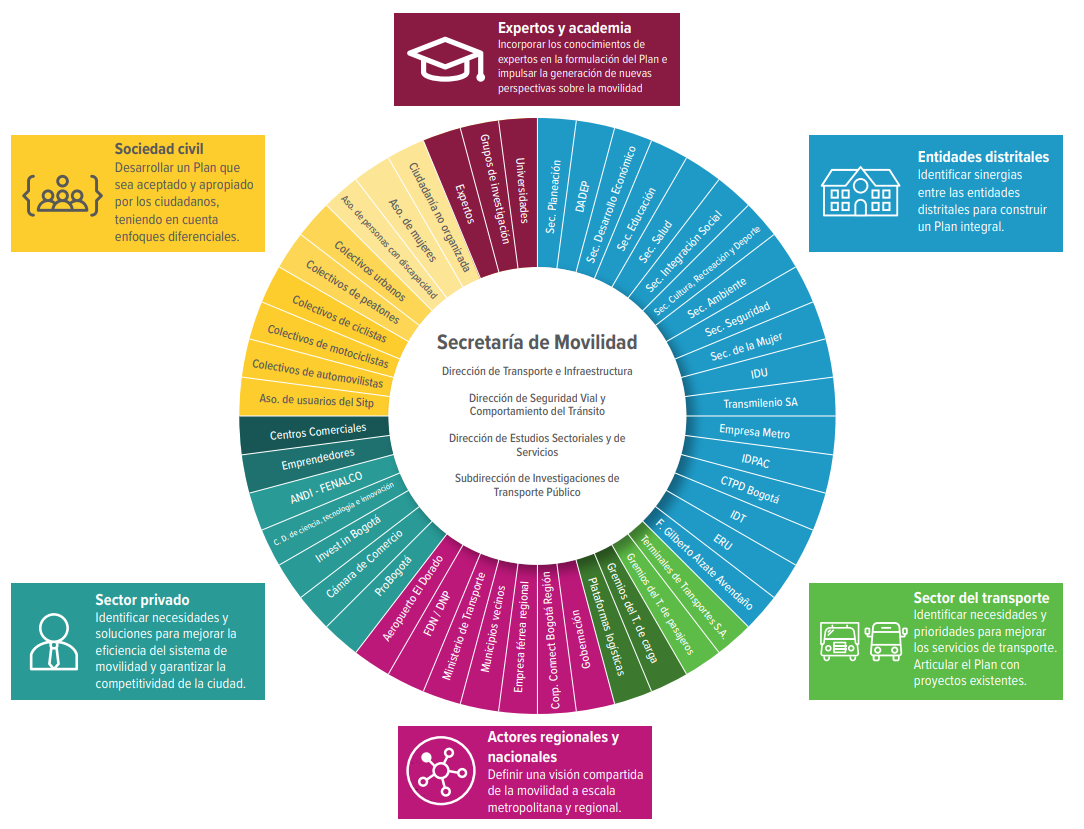 Expertos y academia
Incorporar los conocimientos de
expertos en la formulación del Plan e
impulsar la generación de nuevas
perspectivas sobre la movilidad
Sociedad civil
Desarrollar un Plan que
sea aceptado y apropiado
por los ciudadanos,
teniendo en cuenta
enfoques diferenciales.
Entidades distritales
Identificar sinergias
entre las entidades
distritales para construir
un Plan integral.
Sec. Planeación
DADEP
Sec. Desarrollo Económico
Sec. Educación
Sec. Salud
Sec. Integración Social
Sec. Cultura, Recreación y Deporte
Sec. Ambiente
Sec. Seguridad
Sec. de la Mujer
IDU
Transmilenio SA
Empresa Metro
IDPAC
CTPD Bogotá
IDT
ERU
F. Gilberto Alzate Avendaño
Terminales de Transportes S.A.
Gremios del T. de pasajeros
Gremios del T. de carga
Plataformas logísticas
Gobernación
Corp. Connect Bogotá Región
Empresa férrea regional
Municipios vecinos
Ministerio de Transporte
FDN / DNP
Aeropuerto El Dorado
ProBogotá
Cámara de Comercio
Invest in Bogotá
C. D. de ciencia, tecnología e innovación
ANDI - FENALCO
Emprendedores
Centros Comerciales
Aso. de usuarios del Sitp
Colectivos de automovilistas
Colectivos de motociclistas
Colectivos de ciclistas
Colectivos de peatones
Colectivos urbanos
Aso. de personas con discapacidad
Aso. de mujeres
Ciudadanía no organizada
Expertos
Grupos de investigación
Universidades
Secretaría de Movilidad
Dirección de Transporte e Infraestructura
Dirección de Seguridad Vial y
Comportamiento del Tránsito
Dirección de Estudios Sectoriales y de
Servicios
Subdirección de Investigaciones de
Transporte Público
Sector privado
Identificar necesidades y
soluciones para mejorar la
eficiencia del sistema de
movilidad y garantizar la
competitividad de la ciudad.
Sector del transporte
Identificar necesidades y
prioridades para mejorar
los servicios de transporte.
Articular el Plan con
proyectos existentes.
Actores regionales y
nacionales
Definir una visión compartida
de la movilidad a escala
metropolitana y regional.